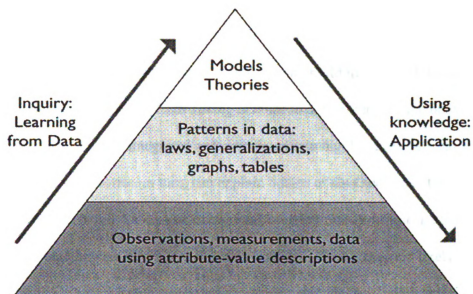 Models
Theories
Inquiry:
Learning
from Data
Using
knowledge:
Application
Patterns in data:
laws, generalizations,
graphs, tables
Observations, measurements, data
using attribute-value descriptions